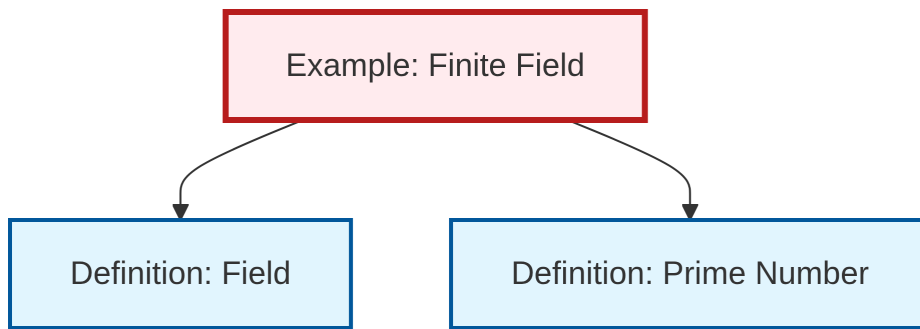 Example: Finite Field
Definition: Field
Definition: Prime Number